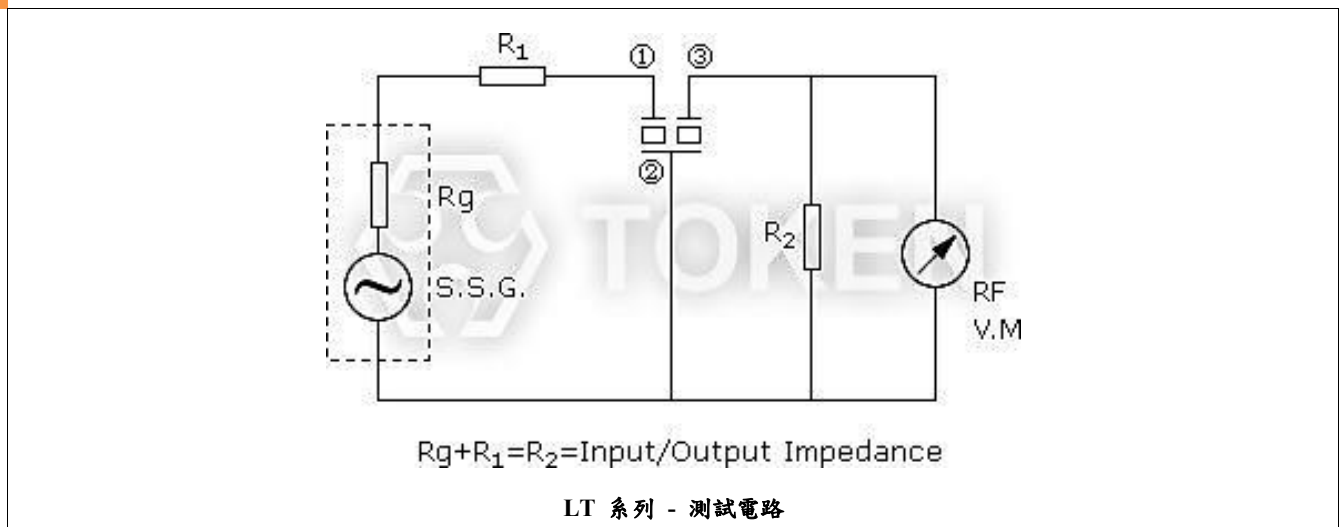 R1
① ③
②
Rg
TOKEN
R2
S.S.G.
RF
V.M
Rg+R1=R2=Input/Output Impedance
LT 系列 - 測試電路